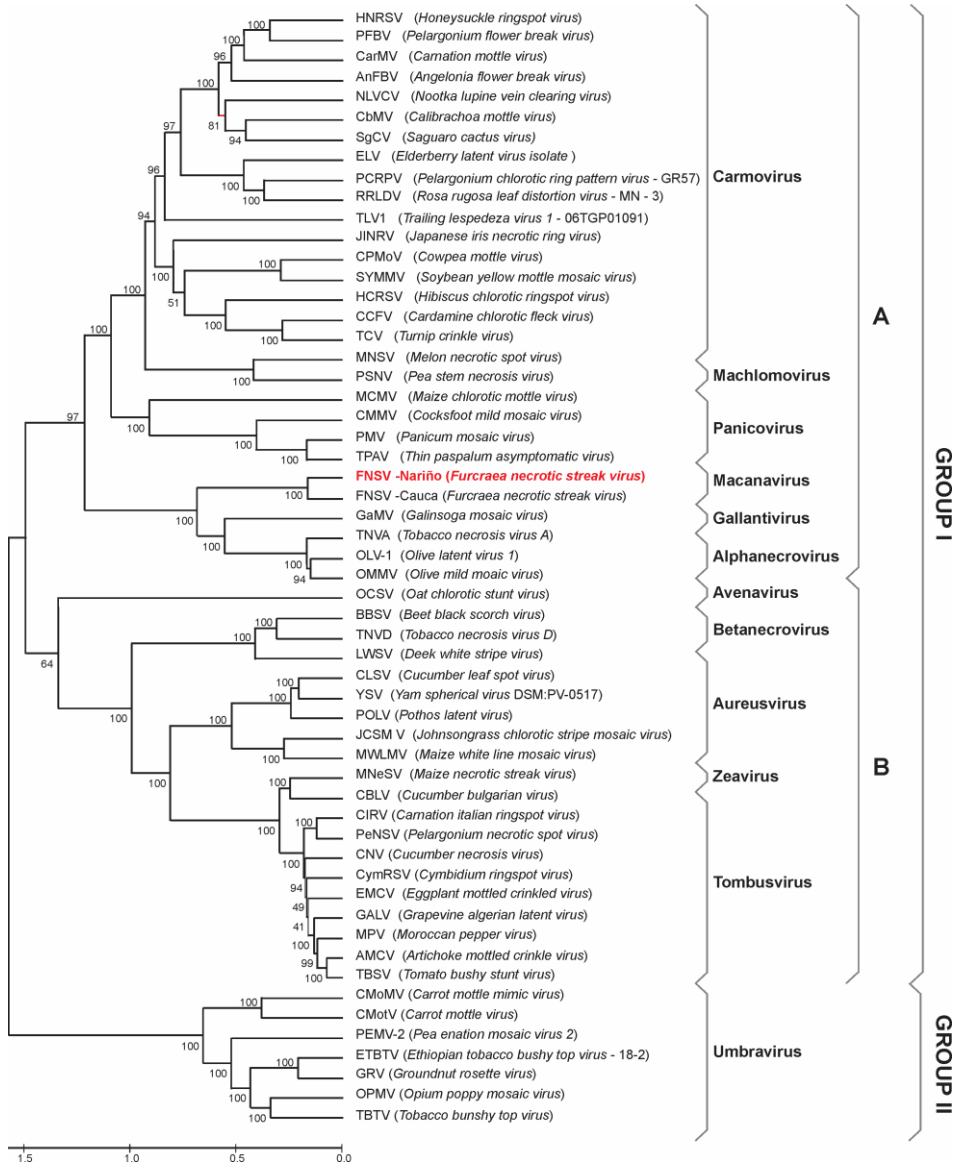 HNRSV (Honeysuckle ringspot virus)
PFBV (Pelargonium flower break virus)
CarMV (Carnation mottle virus)
AnFBV (Angelonia flower break virus)
NLVCV (Nootka lupine vein clearing virus)
CbMV (Calibrachoa mottle virus)
SgCV (Saguaro cactus virus)
ELV (Elderberry latent virus isolate )
PCRPV (Pelargonium chlorotic ring pattern virus - GR57)
RRLDV (Rosa rugosa leaf distortion virus - MN - 3)
TLV1 (Trailing lespedeza virus 1 - 06TGP01091)
JINRV (Japanese iris necrotic ring virus)
CPMoV (Cowpea mottle virus)
SYMMV (Soybean yellow mottle mosaic virus)
HCRSV (Hibiscus chlorotic ringspot virus)
CCFV (Cardamine chlorotic fleck virus)
TCV (Turnip crinkle virus)
MNSV (Melon necrotic spot virus)
PSNV (Pea stem necrosis virus)
MCMV (Maize chlorotic mottle virus)
CMMV (Cocksfoot mild mosaic virus)
PMV (Panicum mosaic virus)
TPAV (Thin paspalum asymptomatic virus)
FNSV -Nariño (Furcraea necrotic streak virus)
FNSV -Cauca (Furcraea necrotic streak virus)
GaMV (Galinsoga mosaic virus)
TNVA (Tobacco necrosis virus A)
OLV-1 (Olive latent virus 1)
OMMV (Olive mild moaic virus)
OCSV (Oat chlorotic stunt virus)
BBSV (Beet black scorch virus)
TNVD (Tobacco necrosis virus D)
LWSV (Deek white stripe virus)
CLSV (Cucumber leaf spot virus)
YSV (Yam spherical virus DSM:PV-0517)
POLV (Pothos latent virus)
JCSM V (Johnsongrass chlorotic stripe mosaic virus)
MWLMV (Maize white line mosaic virus)
MNeSV (Maize necrotic streak virus)
CBLV (Cucumber bulgarian virus)
CIRV (Carnation italian ringspot virus)
PeNSV (Pelargonium necrotic spot virus)
CNV (Cucumber necrosis virus)
CymRSV (Cymbidium ringspot virus)
EMCV (Eggplant mottled crinkled virus)
GALV (Grapevine algerian latent virus)
MPV (Moroccan pepper virus)
AMCV (Artichoke mottled crinkle virus)
TBSV (Tomato bushy stunt virus)
CMoMV (Carrot mottle mimic virus)
CMotV (Carrot mottle virus)
PEMV-2 (Pea enation mosaic virus 2)
ETBTV (Ethiopian tobacco bushy top virus - 18-2)
GRV (Groundnut rosette virus)
OPMV (Opium poppy mosaic virus)
TBTV (Tobacco bunshy top virus)
Carmovirus
Machlomovirus
Panicovirus
Macanavirus
Gallantivirus
Alphanecrovirus
Avenavirus
Betanecrovirus
Aureusvirus
Zeavirus
Tombusvirus
Umbravirus
A
B
GROUP I
GROUP II
100
100
96
100
81
94
97
100
100
96
94
100
100
51
100
100
100
100
100
100
100
100
97
100
100
100
100
94
64
100
100
100
100
100
100
100
100
100
100
100
100
100
94
49
41
100
99
100
100
100
100
100
100
100
1.5 1.0 0.5 0.0